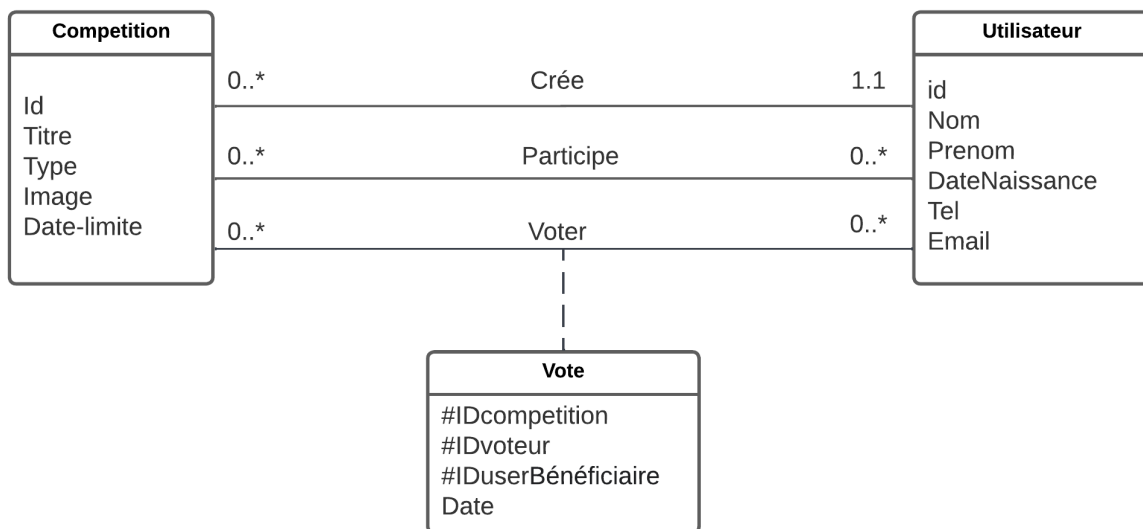 Competition
Id
Titre
Type
Image
Date-limite
0..* Crée 1.1
0..* Participe 0..*
0..* Voter 0..*
Utilisateur
id
Nom
Prenom
DateNaissance
Tel
Email
Vote
#IDcompetition
#IDvoteur
#IDuserBénéficiaire
Date